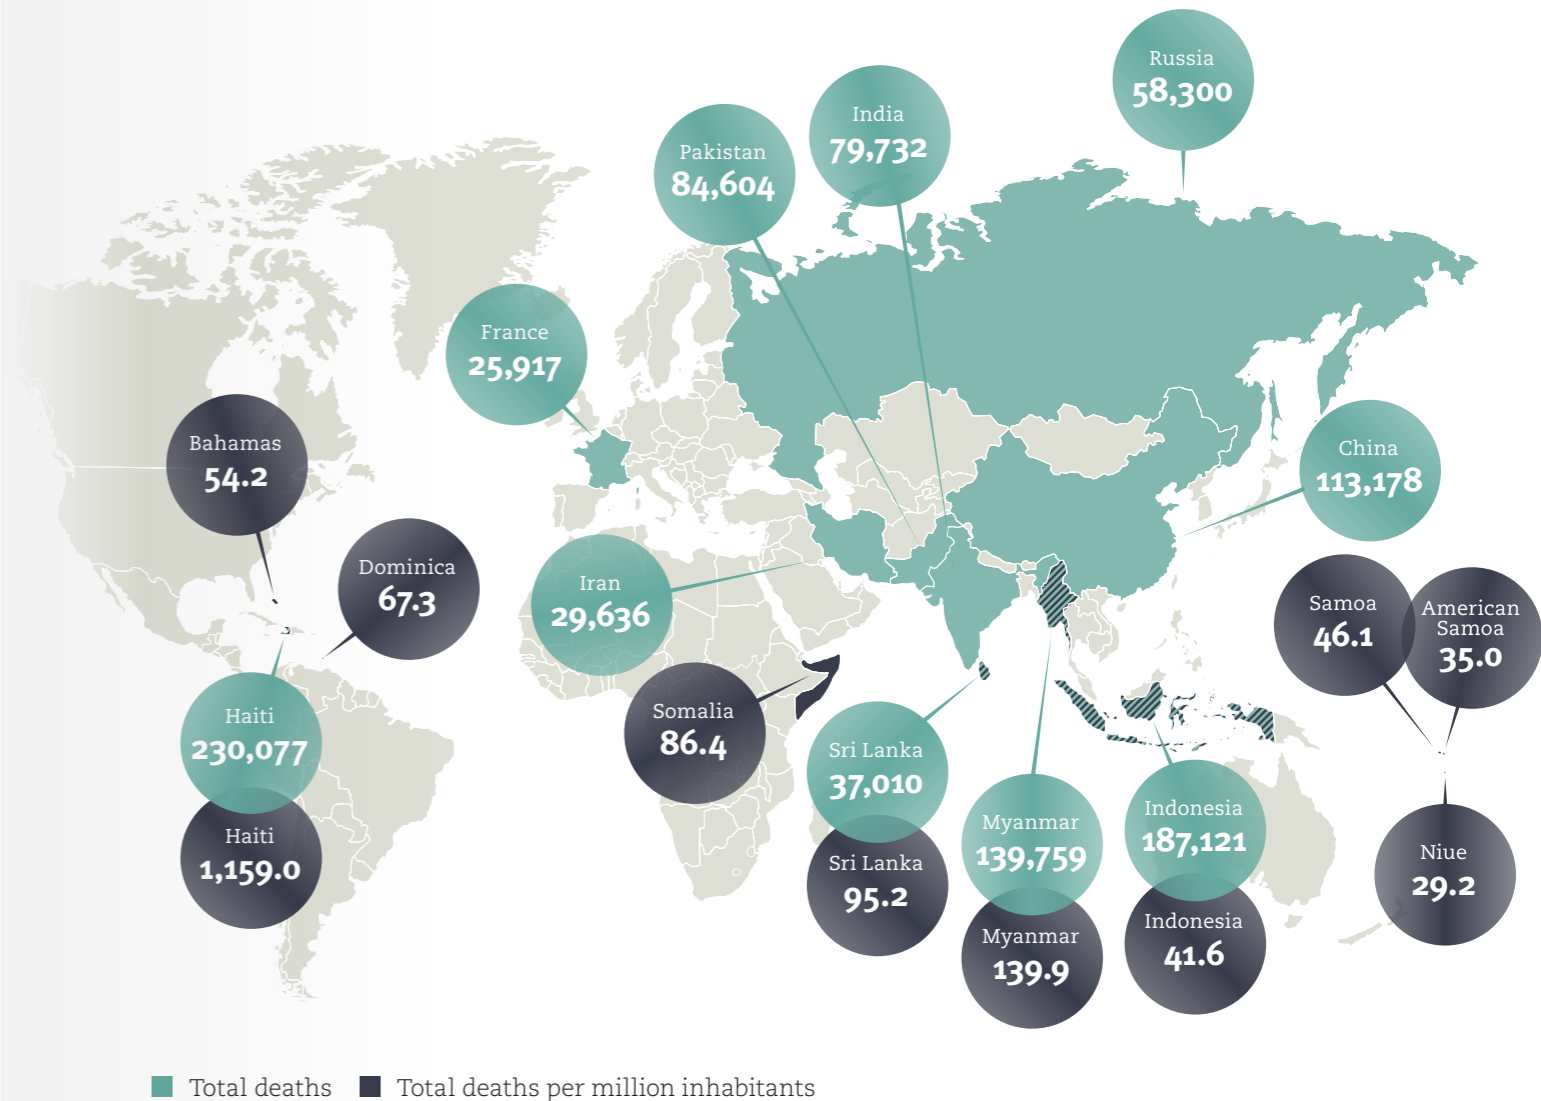 Russia
58,300
India
79,732
Pakistan
84,604
France
25,917
Bahamas
54.2
China
113,178
Dominica
67.3
Iran
29,636
Samoa
46.1
American
Samoa
35.0
Somalia
86.4
Haiti
230,077
Haiti
1,159.0
Sri Lanka
37,010
Sri Lanka
95.2
Myanmar
139,759
Myanmar
139.9
Indonesia
187,121
Indonesia
41.6
Niue
29.2
Total deaths
Total deaths per million inhabitants